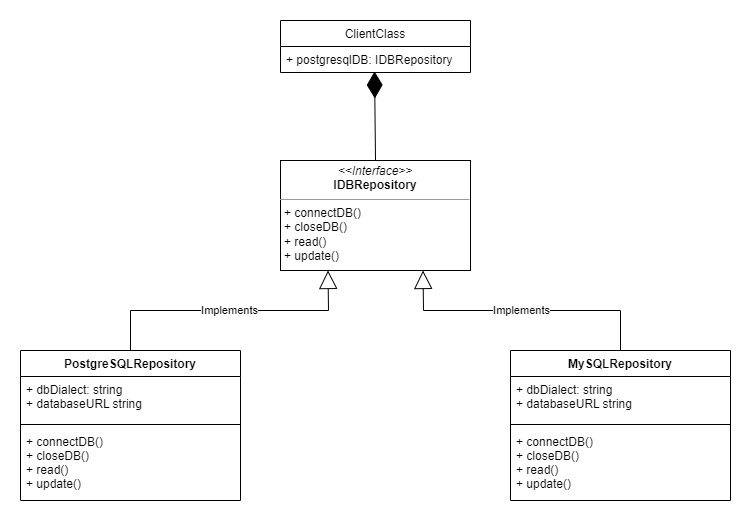 ClientClass
+ postgresqlDB: IDBRepository
<<Interface>>
IDBRepository
+ connectDB()
+ closeDB()
+ read()
+ update()
Implements
Implements
PostgreSQLRepository
+ dbDialect: string
+ databaseURL string
+ connectDB()
+ closeDB()
+ read()
+ update()
MySQLRepository
+ dbDialect: string
+ databaseURL string
+ connectDB()
+ closeDB()
+ read()
+ update()